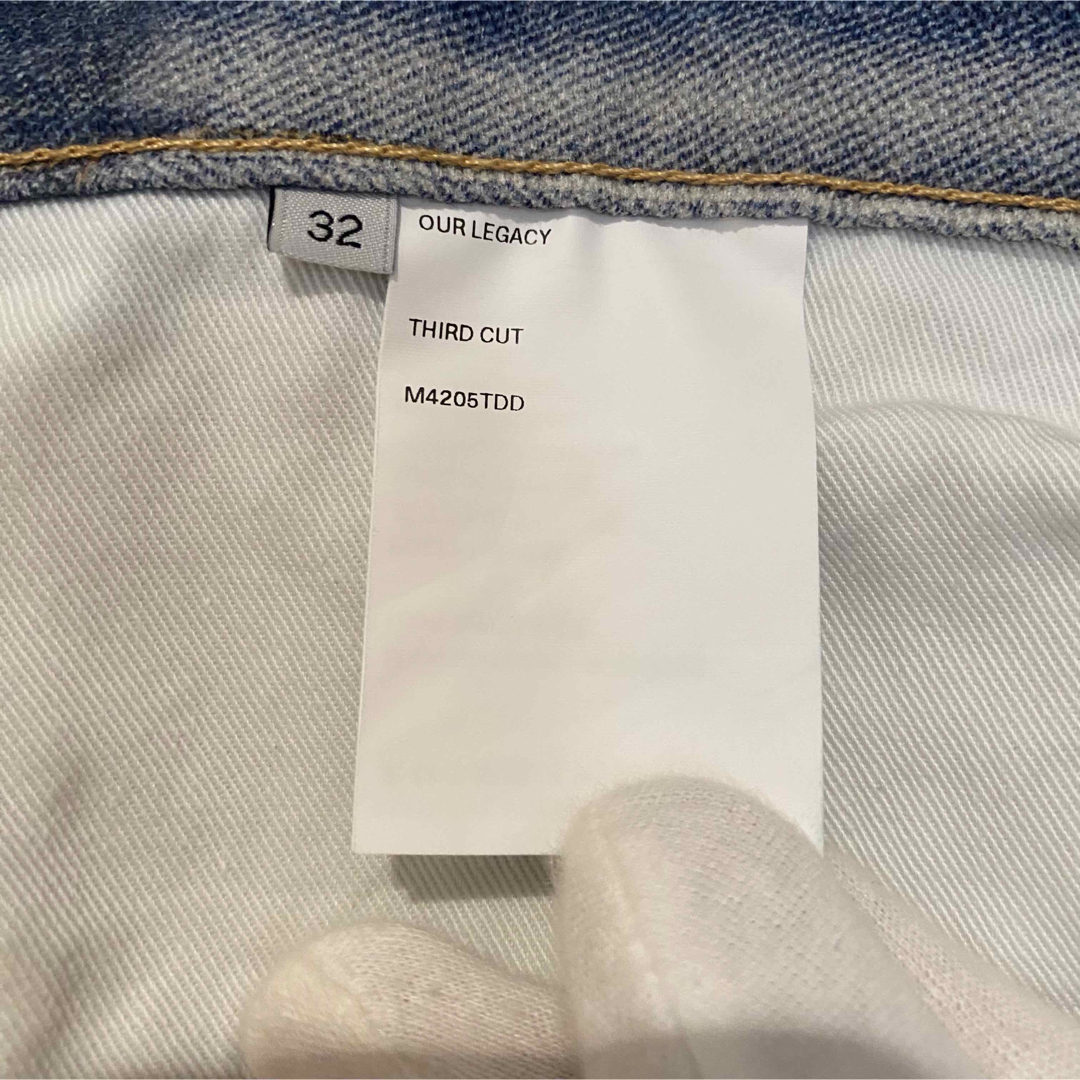 32
OUR LEGACY
THIRD CUT
M4205TDD